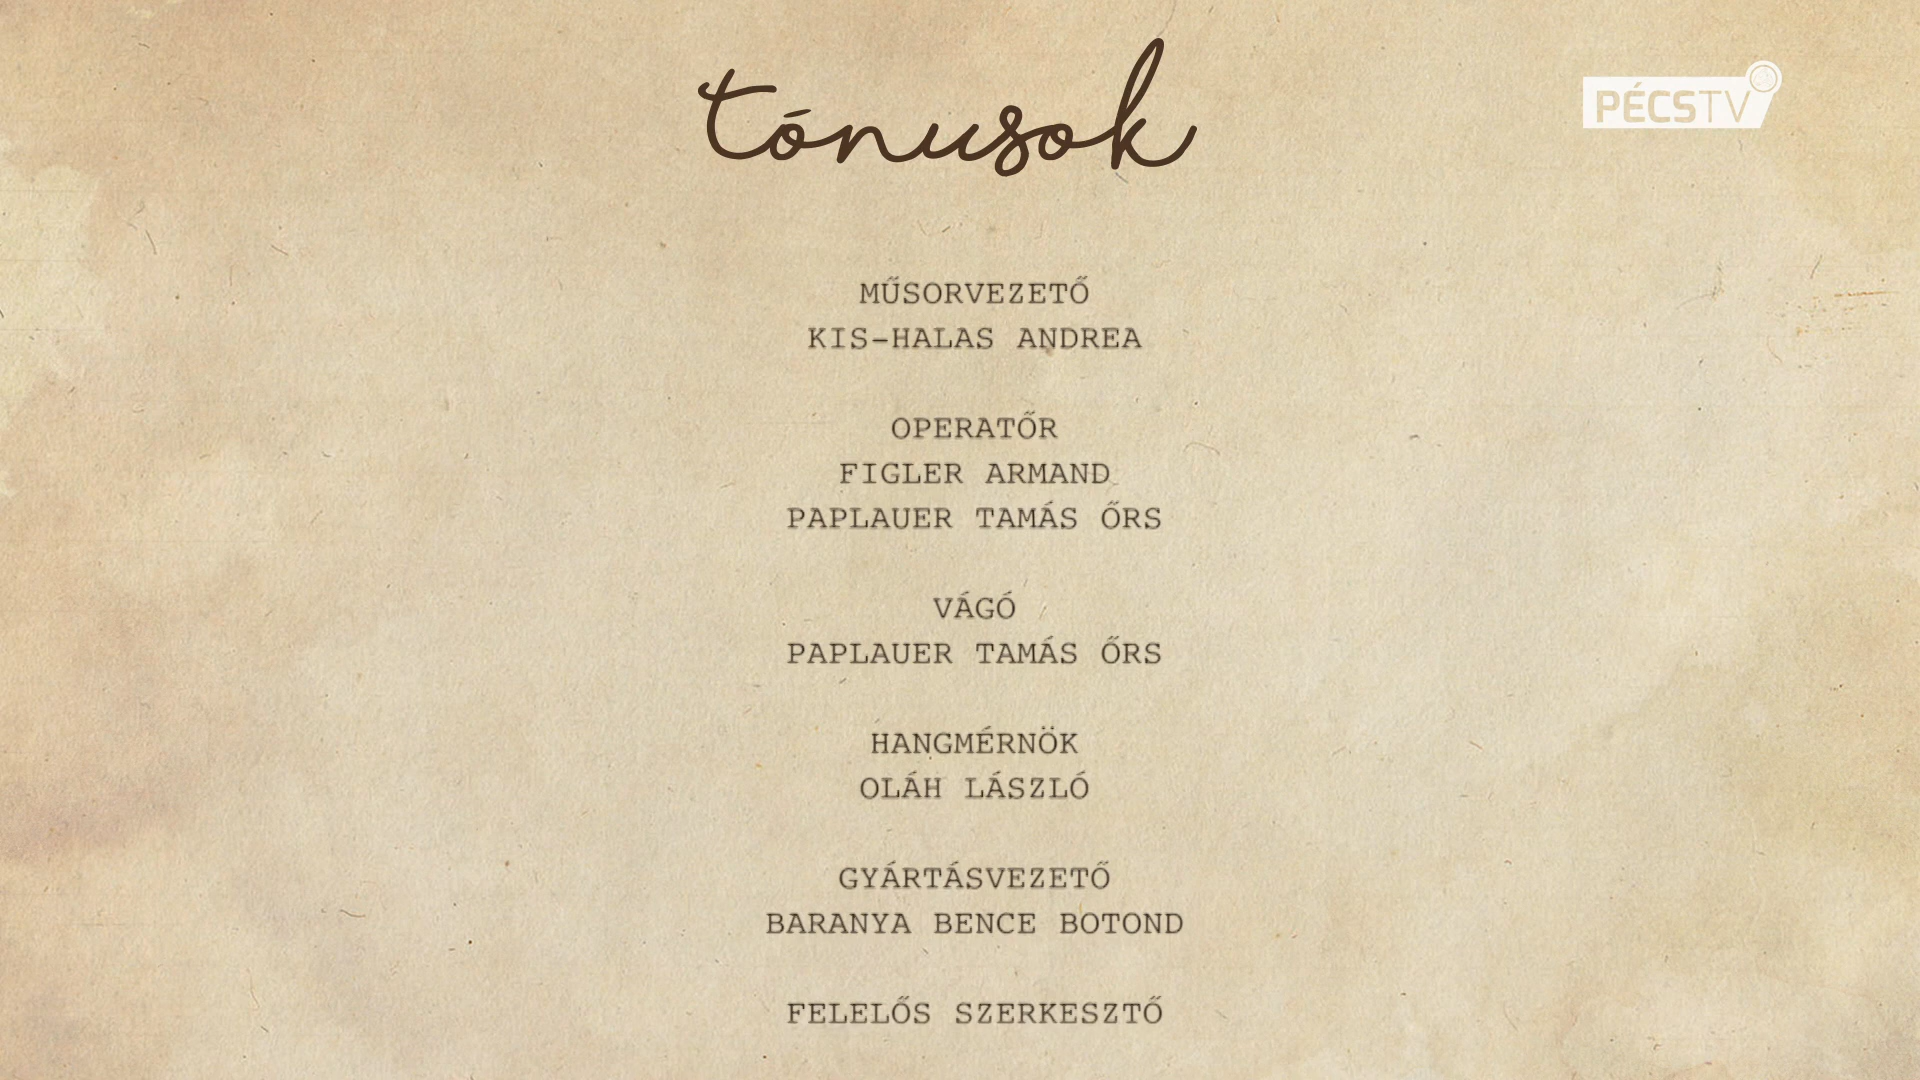 tónusok
PÉCSTV
MŰSORVEZETŐ
KIS-HALAS ANDREA
OPERATŐR
FIGLER ARMAND
PAPLAUER TAMÁS ŐRS
VÁGÓ
PAPLAUER TAMÁS ŐRS
HANGMÉRNÖK
OLÁH LÁSZLÓ
GYÁRTÁSVEZETŐ
BARANYA BENCE BOTOND
FELELŐS SZERKESZTŐ